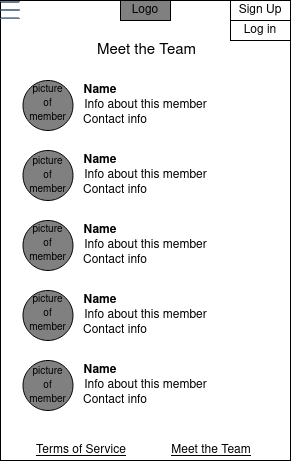 Logo
Sign Up
Log in
Meet the Team
picture
of
member
Name
Info about this member
Contact info
picture
of
member
Name
Info about this member
Contact info
picture
of
member
Name
Info about this member
Contact info
picture
of
member
Name
Info about this member
Contact info
picture
of
member
Name
Info about this member
Contact info
Terms of Service
Meet the Team